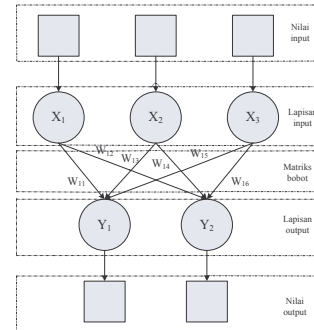 Nilai
input
X1
X2
X3
Lapisan
input
W12
W13
W14
W15
W11
W16
Matriks
bobot
Y1
Y2
Lapisan
output
Nilai
output